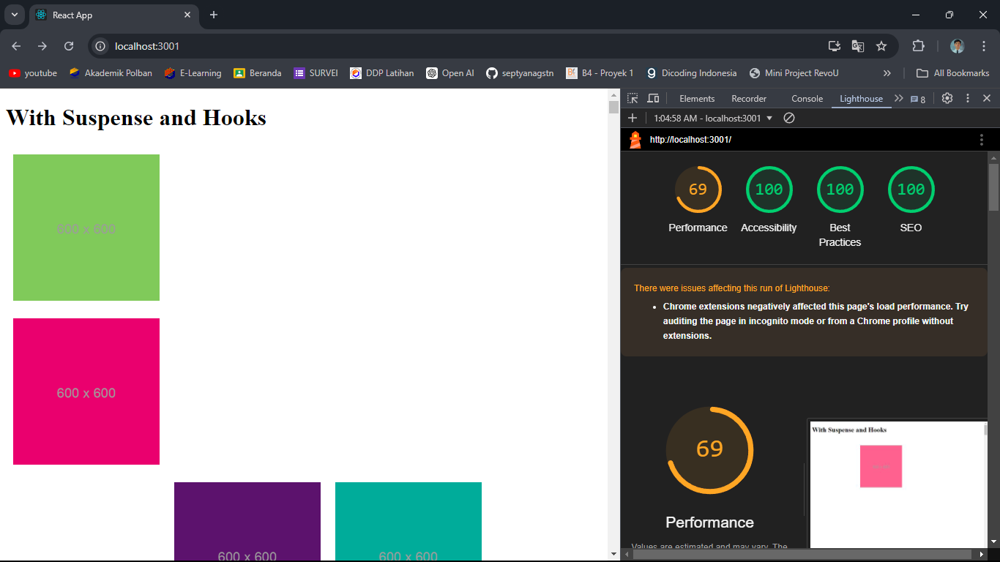 React App
localhost:3001
youtube
Akademik Polban
E-Learning
Beranda
SURVEI
DDP Latihan
Open AI
septyanagstn
B4 - Proyek 1
Dicoding Indonesia
Mini Project RevoU
»
All Bookmarks
With Suspense and Hooks
600 x 600
600 x 600
600 x 600
600 x 600
Elements
Recorder
Console
Lighthouse
»
8
1:04:58 AM - localhost:3001
http://localhost:3001/
69
100
100
100
Performance
Accessibility
Best
Practices
SEO
There were issues affecting this run of Lighthouse:
Chrome extensions negatively affected this page's load performance. Try
auditing the page in incognito mode or from a Chrome profile without
extensions.
69
With Suspense and Hooks
Performance
Values are estimated and may vary. The